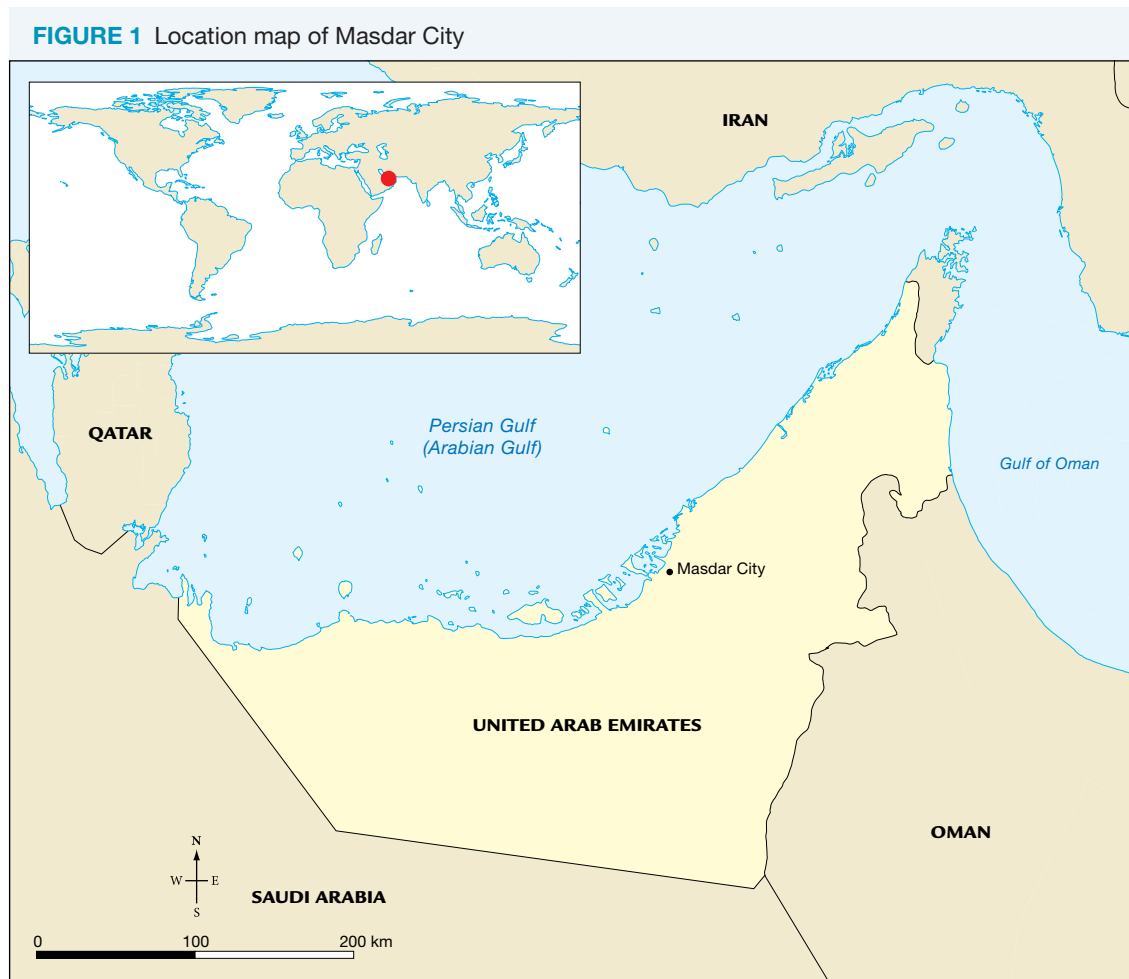 FIGURE 1 Location map of Masdar City
IRAN
QATAR
Persian Gulf
(Arabian Gulf)
Gulf of Oman
Masdar City
UNITED ARAB EMIRATES
OMAN
N
W E
S
SAUDI ARABIA
0 100 200 km